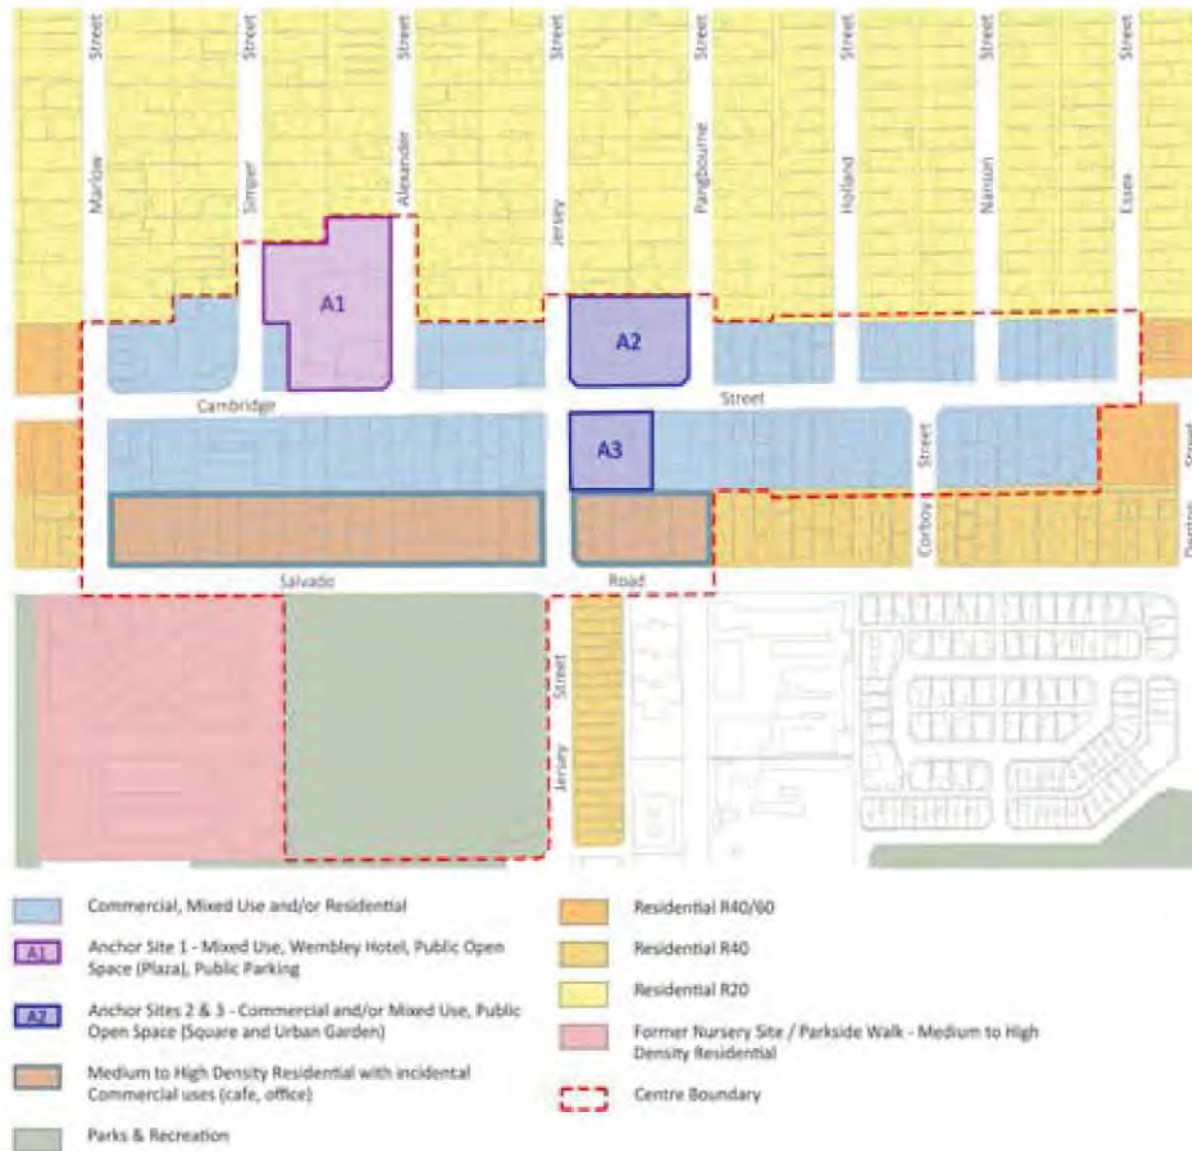 Street
Street
Street
Street
Street
Street
Street
Street
Marlow
Simper
Alexander
Jersey
Pangbourne
Holland
Nanson
Essex
A1
A2
Cambridge
Street
A3
Street
Corboy
Street
Salvado
Road
Street
Jersey
Commercial, Mixed Use and/or Residential
A1
Anchor Site 1 - Mixed Use, Wembley Hotel, Public Open
Space (Plaza), Public Parking
A2
Anchor Sites 2 & 3 - Commercial and/or Mixed Use, Public
Open Space (Square and Urban Garden)
Medium to High Density Residential with incidental
Commercial uses (cafe, office)
Parks & Recreation
Residential R40/60
Residential R40
Residential R20
Former Nursery Site / Parkside Walk - Medium to High
Density Residential
Centre Boundary